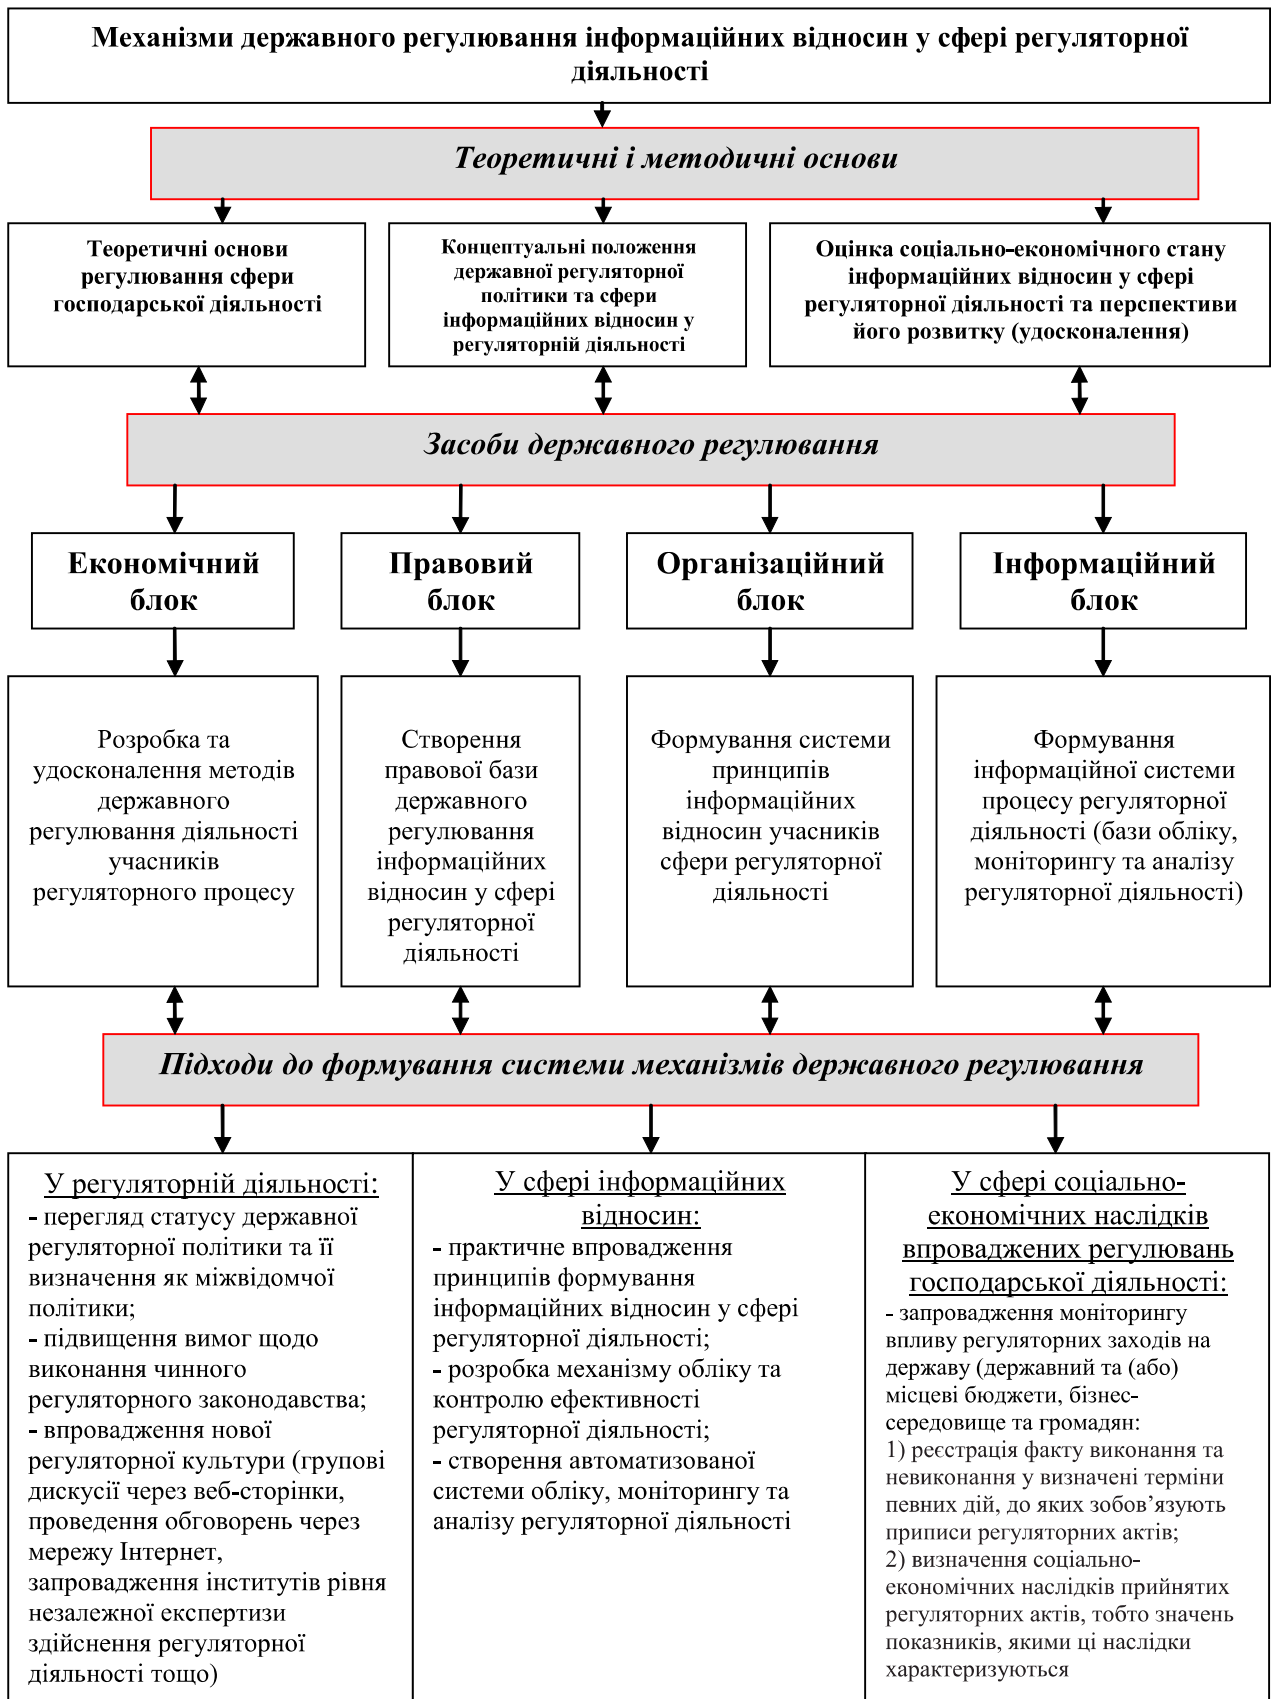 Механізми державного регулювання інформаційних відносин у сфері регуляторної
діяльності
Теоретичні і методичні основи
Теоретичні основи
регулювання сфери
господарської діяльності
Концептуальні положення
державної регуляторної
політики та сфери
інформаційних відносин у
регуляторній діяльності
Оцінка соціально-економічного стану
інформаційних відносин у сфері
регуляторної діяльності та перспективи
його розвитку (удосконалення)
Засоби державного регулювання
Економічний
блок
Правовий
блок
Організаційний
блок
Інформаційний
блок
Розробка та
удосконалення методів
державного
регулювання діяльності
учасників
регуляторного процесу
Створення
правової бази
державного
регулювання
інформаційних
відносин у сфері
регуляторної
діяльності
Формування системи
принципів
інформаційних
відносин учасників
сфери регуляторної
діяльності
Формування
інформаційної системи
процесу регуляторної
діяльності (бази обліку,
моніторингу та аналізу
регуляторної діяльності)
Підходи до формування системи механізмів державного регулювання
У регуляторній діяльності:
- перегляд статусу державної
регуляторної політики та її
визначення як міжвідомчої
політики;
- підвищення вимог щодо
виконання чинного
регуляторного законодавства;
- впровадження нової
регуляторної культури (групові
дискусії через веб-сторінки,
проведення обговорень через
мережу Інтернет,
запровадження інститутів рівня
незалежної експертизи
здійснення регуляторної
діяльності тощо)
У сфері інформаційних
відносин:
- практичне впровадження
принципів формування
інформаційних відносин у сфері
регуляторної діяльності;
- розробка механізму обліку та
контролю ефективності
регуляторної діяльності;
- створення автоматизованої
системи обліку, моніторингу та
аналізу регуляторної діяльності
У сфері соціально-
економічних наслідків
впроваджених регулювань
господарської діяльності:
- запровадження моніторингу
впливу регуляторних заходів на
державу (державний та (або)
місцеві бюджети, бізнес-
середовище та громадян:
1) реєстрація факту виконання та
невиконання у визначені терміни
певних дій, до яких зобов’язують
приписи регуляторних актів;
2) визначення соціально-
економічних наслідків прийнятих
регуляторних актів, тобто значень
показників, якими ці наслідки
характеризуються